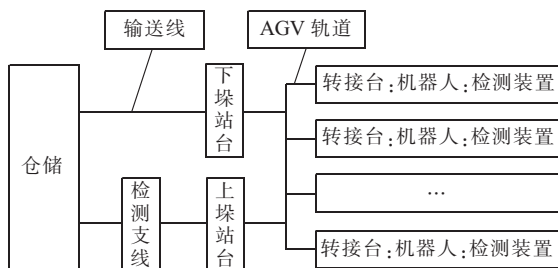 输送线
AGV 轨道
仓储
下垛站台
检测支线
上垛站台
转接台:机器人:检测装置
转接台:机器人:检测装置
…
转接台:机器人:检测装置